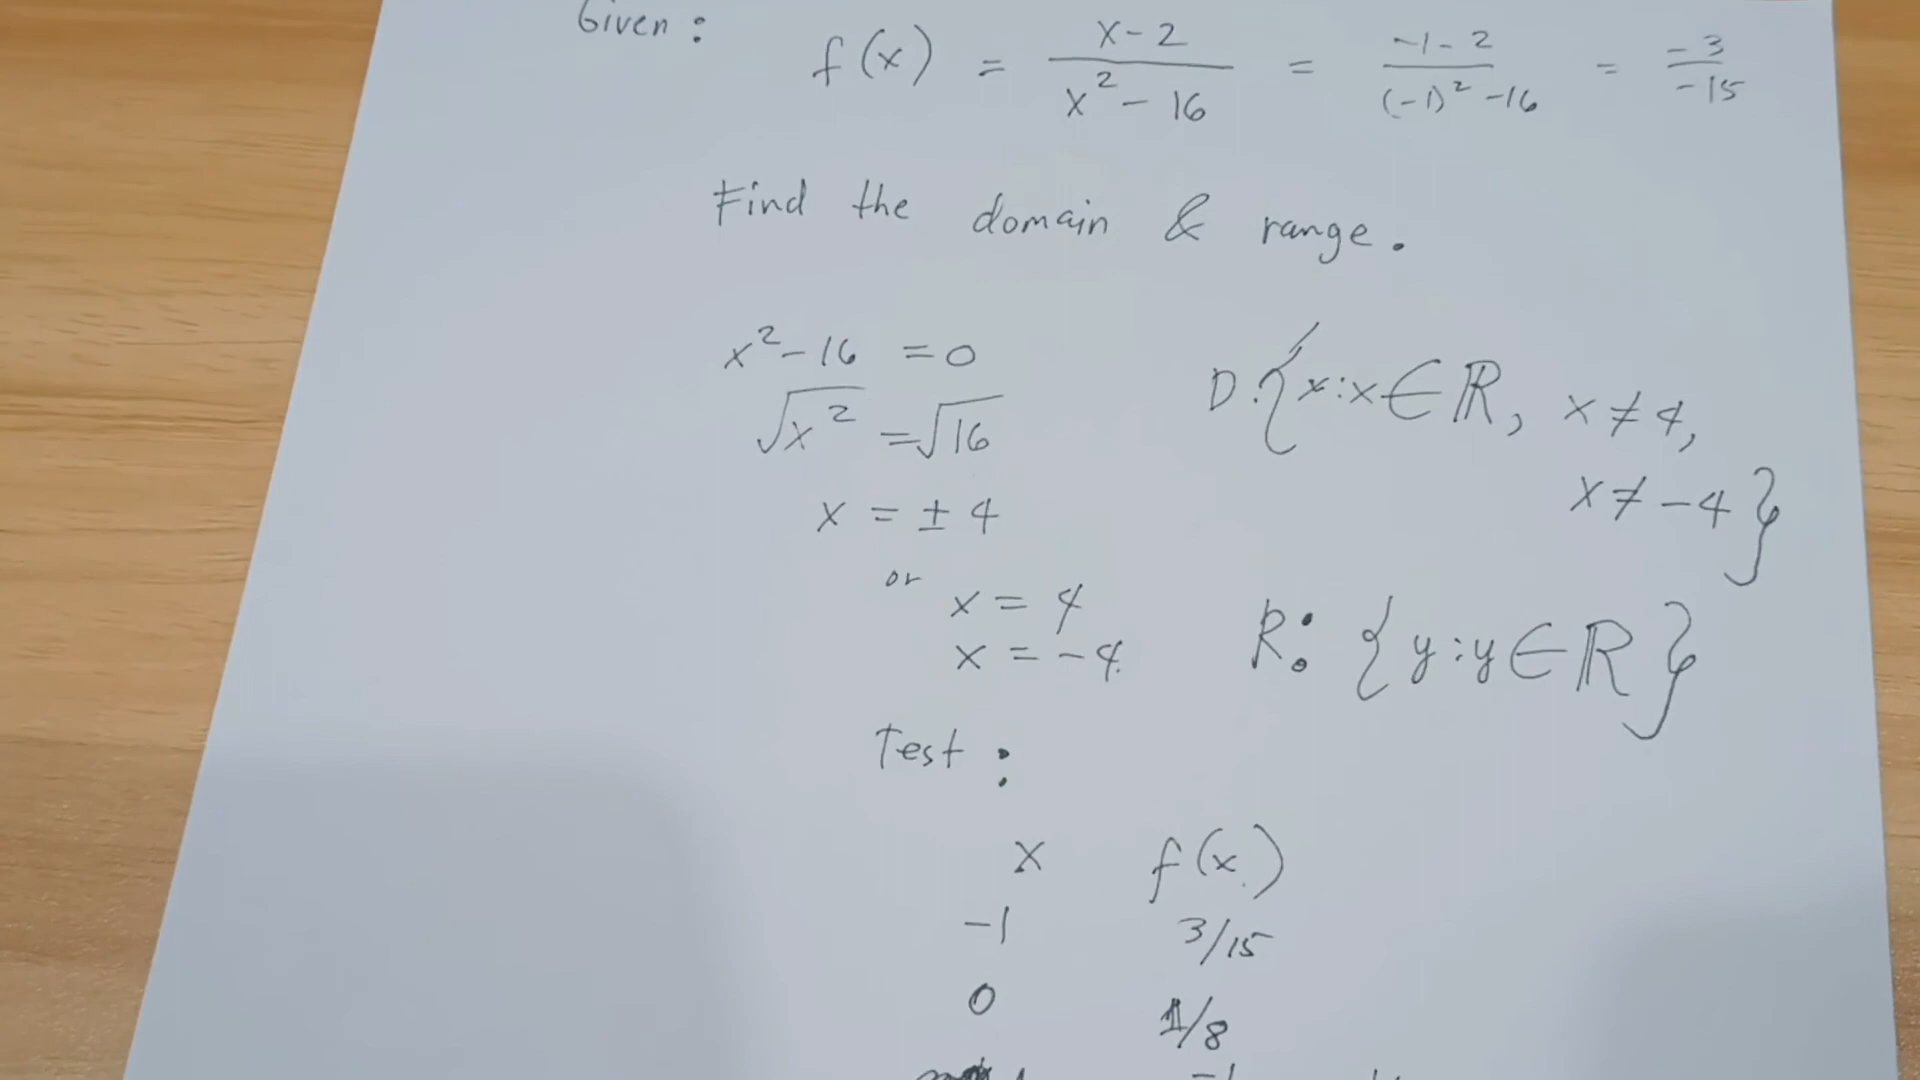 Given:
f(x) = x-2 / x² - 16 = -1-2 / (-1)² -16 = -3 / -15
Find the domain & range.
x² - 16 = 0
√x² = √16
x = ± 4
or x = 4
x = -4
D:{x:x∈ℝ, x≠4,
x≠-4}
R: {y:y∈ℝ}
Test:
x f(x)
-1 3/15
0 1/8